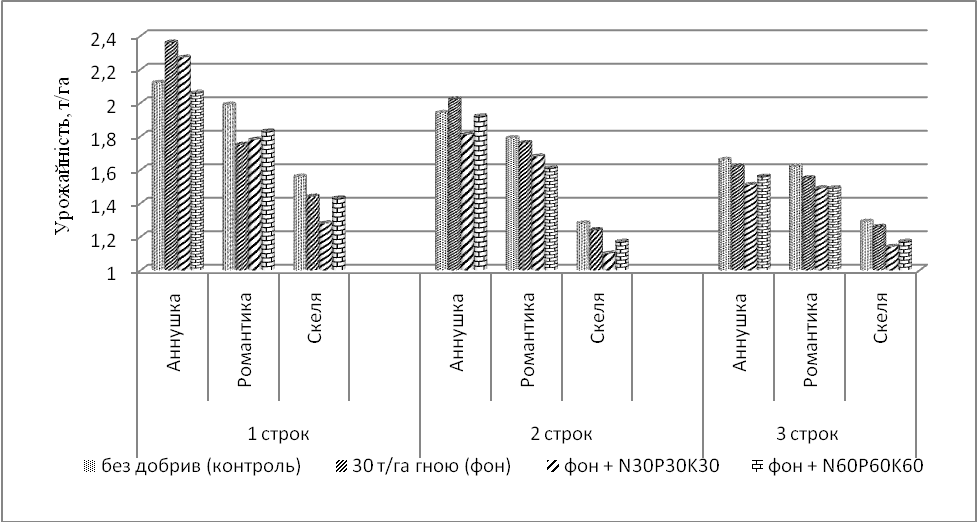 Урожайність, т/га
2,4
2,2
2
1,8
1,6
1,4
1,2
1
Аннушка
Романтика
Скеля
Аннушка
Романтика
Скеля
Аннушка
Романтика
Скеля
1 строк
2 строк
3 строк
без добрив (контроль)
30 т/га гною (фон)
фон + N30P30K30
фон + N60P60K60